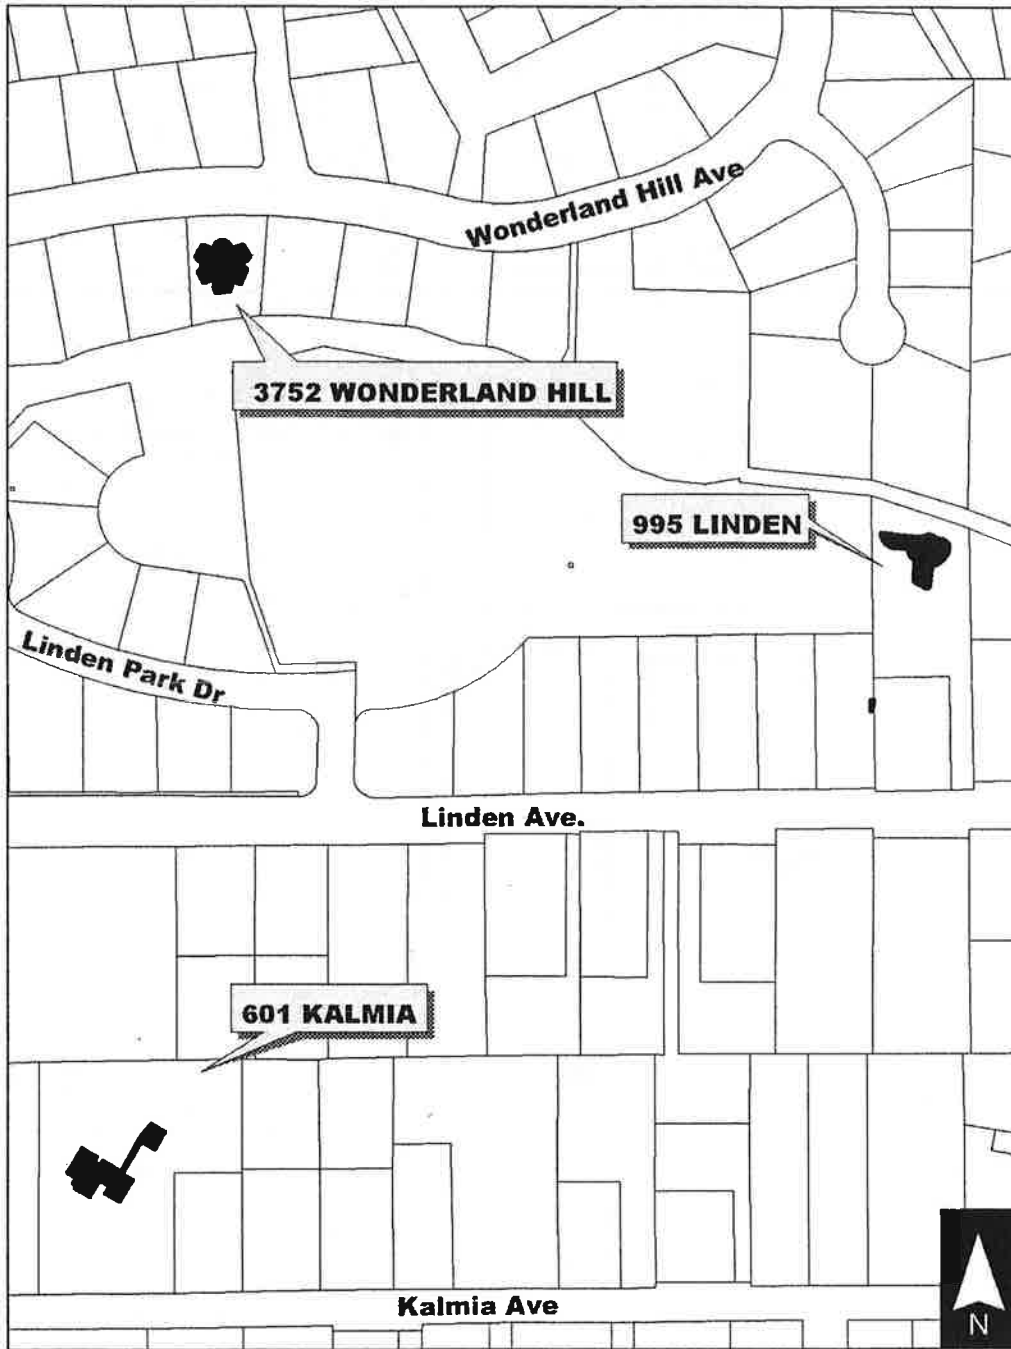 Wonderland Hill Ave
3752 WONDERLAND HILL
995 LINDEN
Linden Park Dr
Linden Ave.
601 KALMIA
Kalmia Ave
N